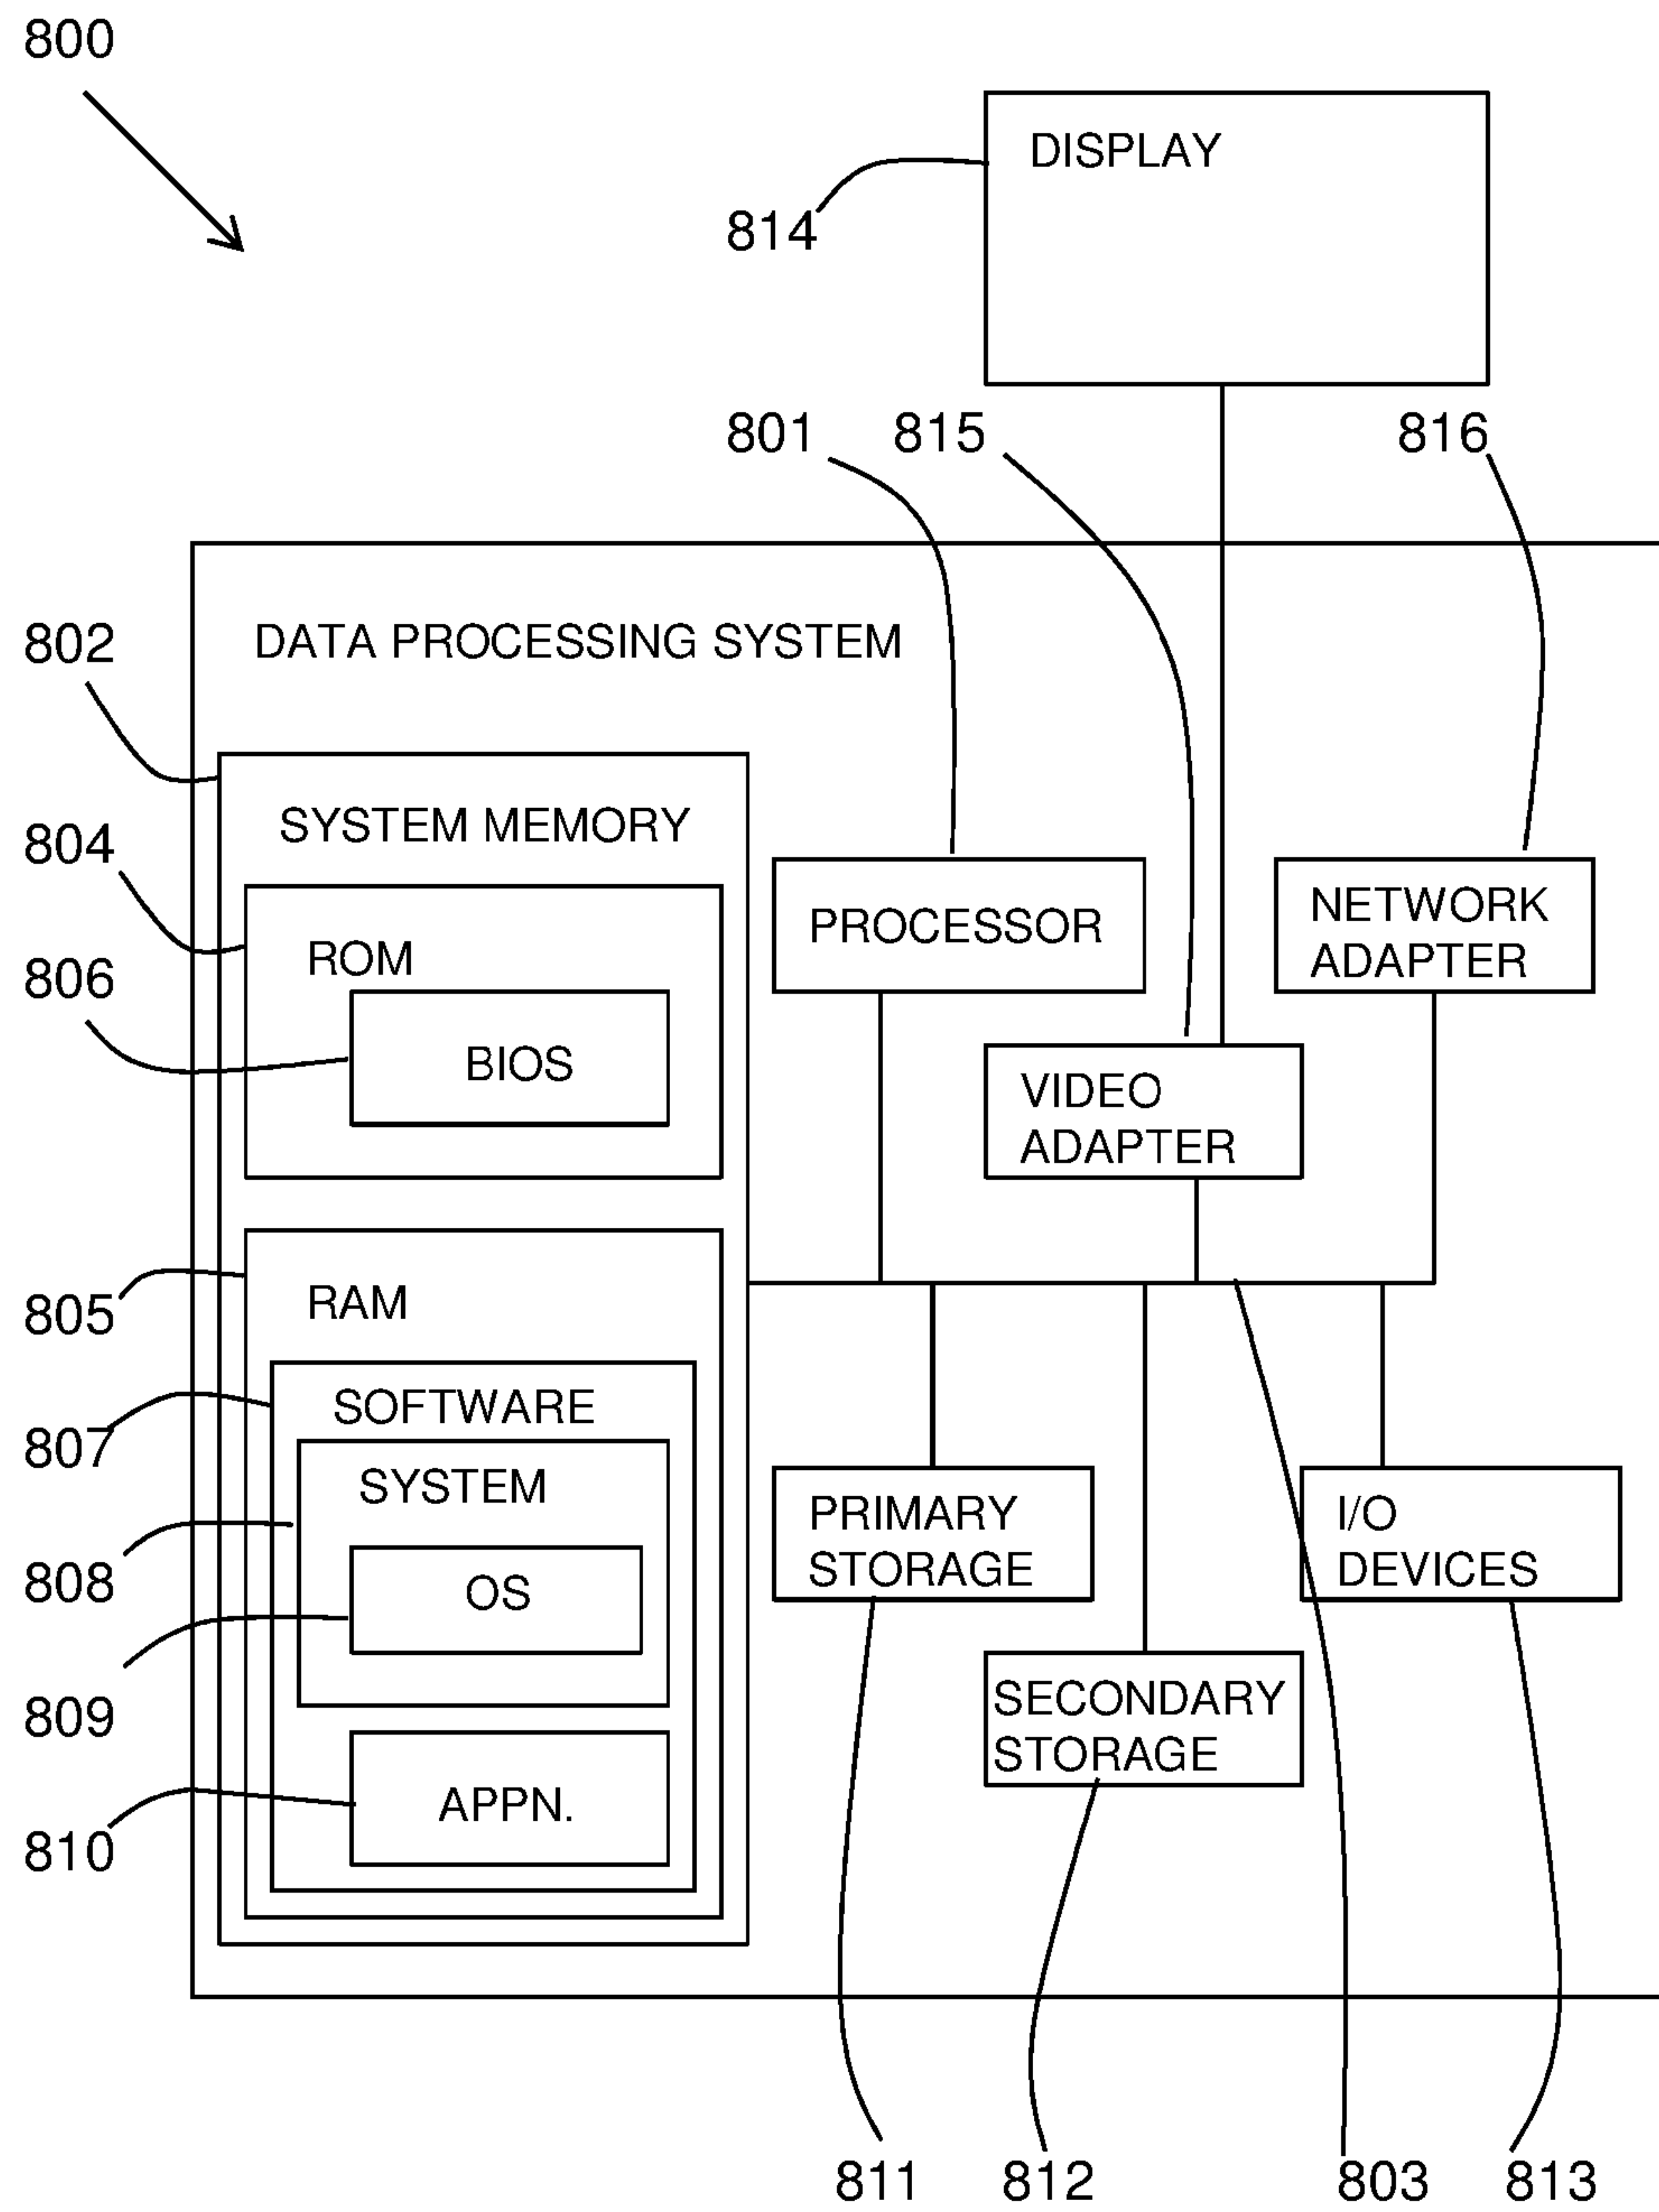 800
DISPLAY
814
801 815 816
DATA PROCESSING SYSTEM
802
SYSTEM MEMORY
804
ROM
806
BIOS
PROCESSOR
NETWORK
ADAPTER
VIDEO
ADAPTER
805
RAM
807
SOFTWARE
SYSTEM
808
OS
809
APPN.
810
PRIMARY
STORAGE
I/O
DEVICES
SECONDARY
STORAGE
811 812 803 813